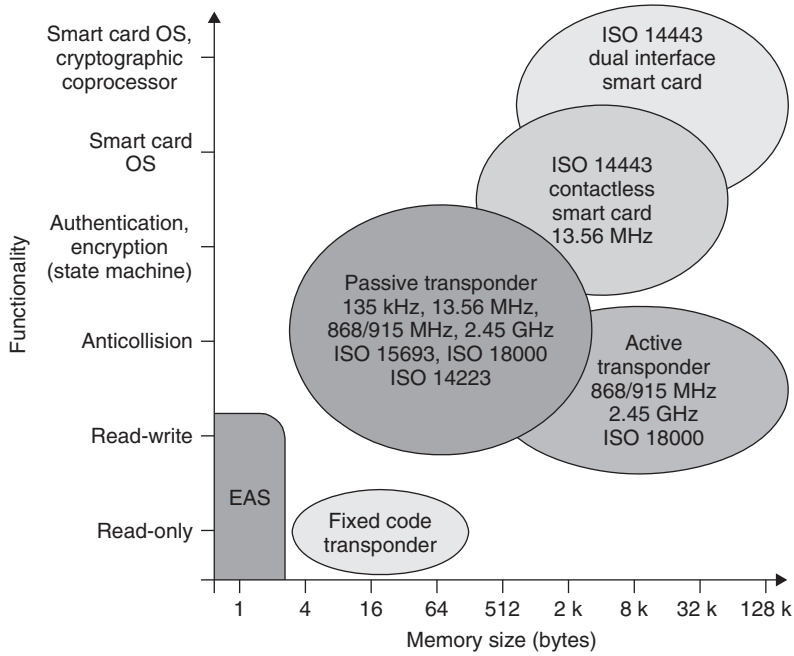 Smart card OS,
cryptographic
coprocessor
Smart card
OS
Authentication,
encryption
(state machine)
Anticollision
Read-write
Read-only
Functionality
ISO 14443
dual interface
smart card
ISO 14443
contactless
smart card
13.56 MHz
Passive transponder
135 kHz, 13.56 MHz,
868/915 MHz, 2.45 GHz
ISO 15693, ISO 18000
ISO 14223
Active
transponder
868/915 MHz
2.45 GHz
ISO 18000
EAS
Fixed code
transponder
1 4 16 64 512 2 k 8 k 32 k 128 k
Memory size (bytes)